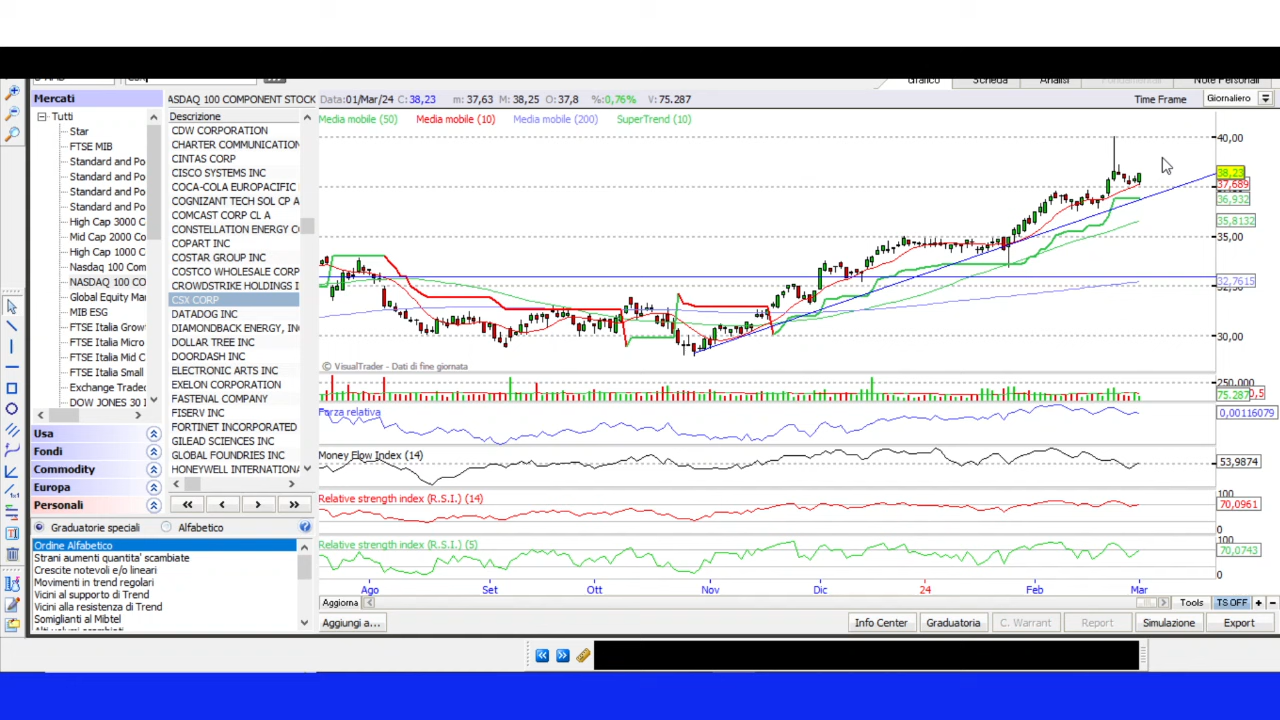 Grafico Scheda Analisi Note Personali
Mercati
Tutti
Star
FTSE MIB
Standard and Po
Standard and Po
Standard and Po
Standard and Po
High Cap 3000 C
Mid Cap 2000 Co
High Cap 1000 C
Nasdaq 100 Com
NASDAQ 100 CO
Global Equity Mar
MIB ESG
FTSE Italia Growt
FTSE Italia Micro
FTSE Italia Mid C
FTSE Italia Small
Exchange Traded
DOW JONES 30 I
Usa
Fondi
Commodity
Europa
Personali
ASDAQ 100 COMPONENT STOCK
Descrizione
CDW CORPORATION
CHARTER COMMUNICATION
CINTAS CORP
CISCO SYSTEMS INC
COCA-COLA EUROPACIFIC
COGNIZANT TECH SOL CP A
COMCAST CORP CL A
CONSTELLATION ENERGY C
COPART INC
COSTAR GROUP INC
COSTCO WHOLESALE CORP
CROWDSTRIKE HOLDINGS I
CSX CORP
DATADOG INC
DIAMONDBACK ENERGY, IN
DOLLAR TREE INC
DOORDASH INC
ELECTRONIC ARTS INC
EXELON CORPORATION
FASTENAL COMPANY
FISERV INC
FORTINET INCORPORATED
GILEAD SCIENCES INC
GLOBAL FOUNDRIES INC
HONEYWELL INTERNATIONA
Graduatorie speciali Alfabetico
Ordine Alfabetico
Strani aumenti quantita' scambiate
Crescite notevoli e/o lineari
Movimenti in trend regolari
Vicini al supporto di Trend
Vicini alla resistenza di Trend
Somiglianti al Mibtel
Data:01/Mar/24 C:38,23 m: 37,63 M: 38,25 O:37,8 %:0,76% V: 75.287 Time Frame Giornaliero
Media mobile (50) Media mobile (10) Media mobile (200) SuperTrend (10)
40,00
38,23
37,689
36,932
35,8132
35,00
32,7615
30,00
© VisualTrader - Dati di fine giornata
250.000
75.287
Forza relativa
0,00116079
Money Flow Index (14)
53,9874
Relative strength index (R.S.I.) (14)
100
70,0961
0
Relative strength index (R.S.I.) (5)
100
70,0743
0
Ago Set Ott Nov Dic 24 Feb Mar
Aggiorna Tools TS OFF + -
Aggiungi a... Info Center Graduatoria C. Warrant Report Simulazione Export